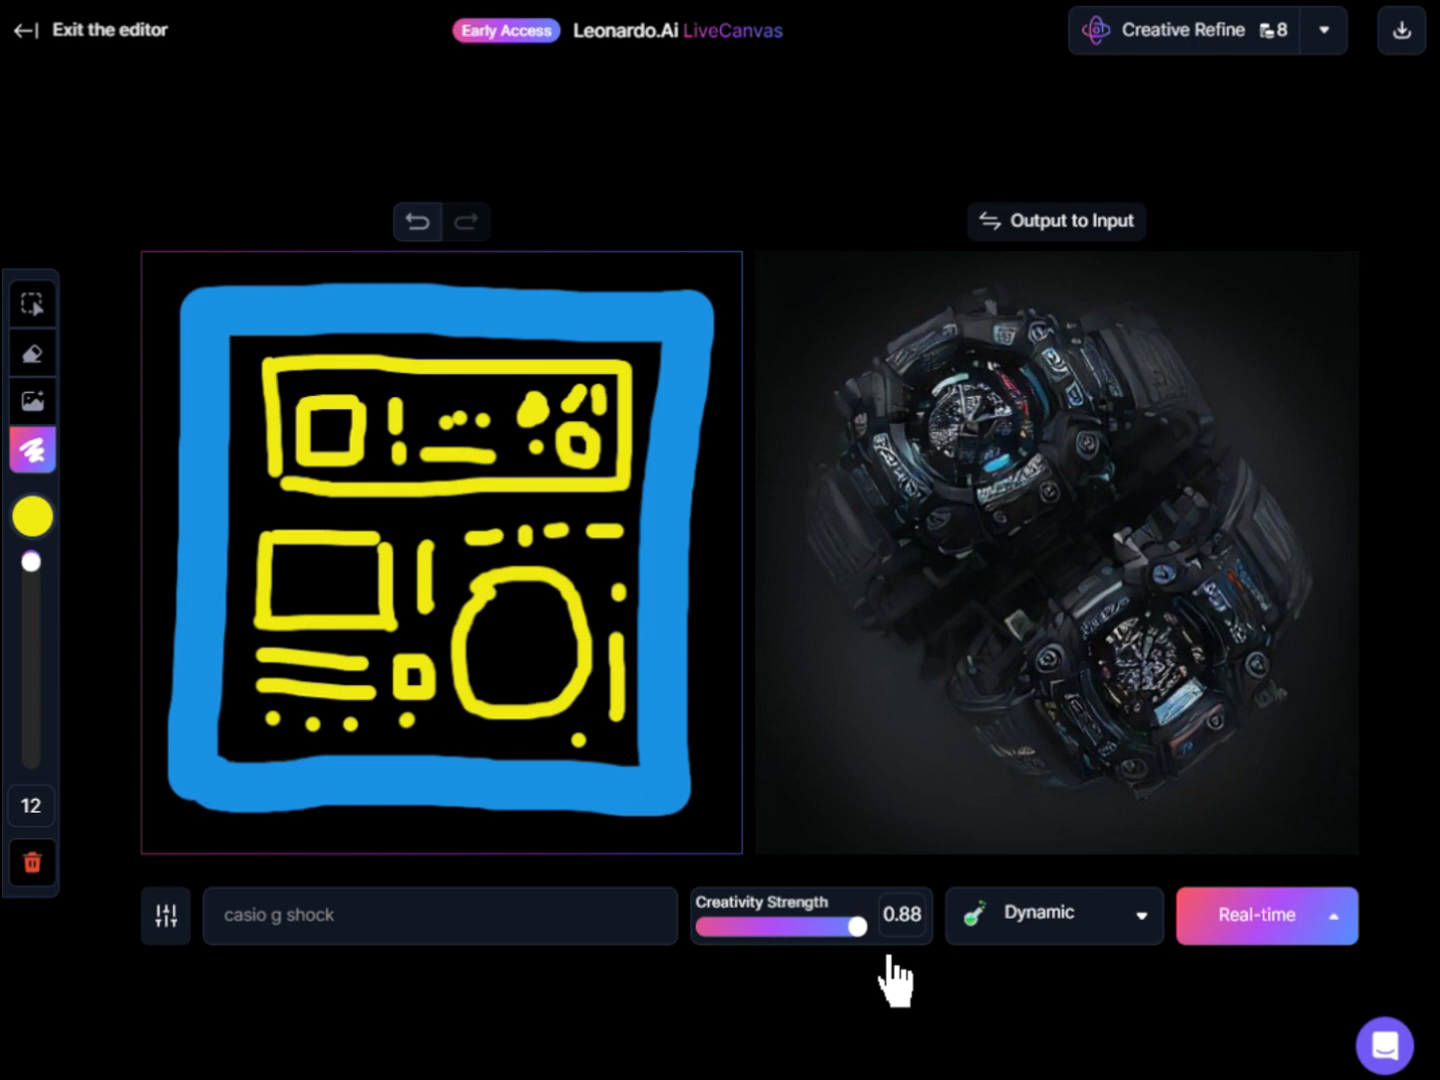 Exit the editor
Early Access Leonardo.Ai LiveCanvas
Creative Refine 8
Output to Input
12
casio g shock
Creativity Strength
0.88
Dynamic
Real-time